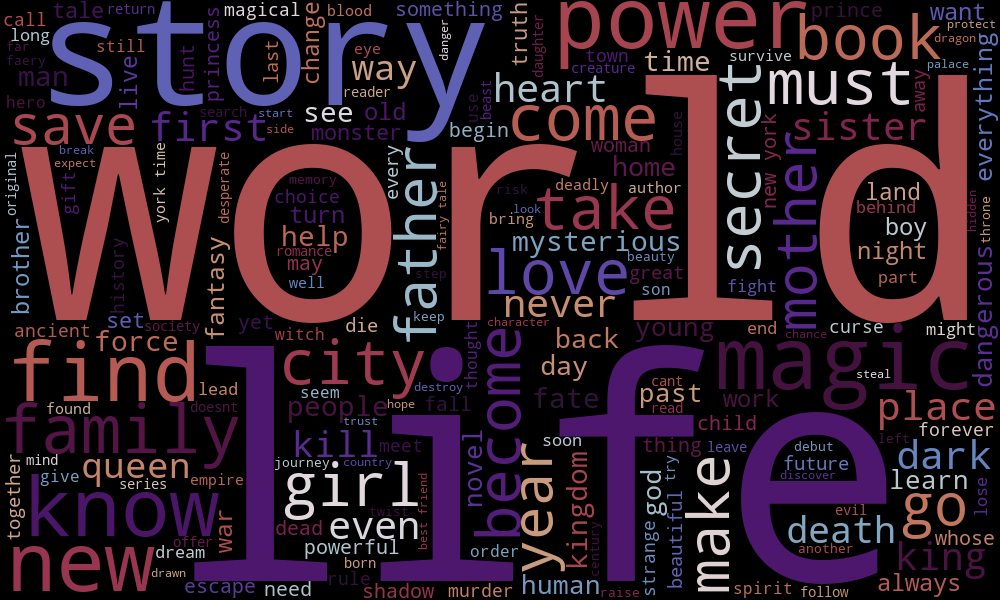 call
tale
return
magical
blood
something
power
prince
want
long
still
story
change
truth
daughter
danger
book
protect
far
faery
man
hero
live
hunt
princess
last
eye
way
reader
heart
town
creature
time
survive
must
dragon
palace
away
everything
save
first
search
start
side
see
old
monster
use
beast
begin
come
woman
house
home
secret
new york
sister
mother
world
original
break
expect
gift
york time
desperate
memory
choice
turn
help
romance
may
well
every
father
fairy tale
risk
deadly
author
look
bring
take
mysterious
beauty
land
behind
boy
night
part
hidden
throne
brother
history
fantasy
step
keep
love
great
son
never
fight
dangerous
ancient
set
society
force
yet
witch
die
character
young
end
curse
chance
might
find
lead
city
seem
thought
back
day
become
destroy
magic
steal
family
found
doesnt
people
hope
fall
fate
cant
past
read
work
place
forever
mind
together
give
queen
series
empire
kill
trust
meet
journey
country
novel
soon
thing
child
leave
debut
future
discover
left
dark
know
girl
life
year
kingdom
god
try
learn
lose
go
new
offer
war
dream
drawn
dead
even
twist
best friend
powerful
order
century
strange
beautiful
make
evil
death
another
whose
king
escape
need
born
rule
shadow
murder
human
raise
spirit
follow
always